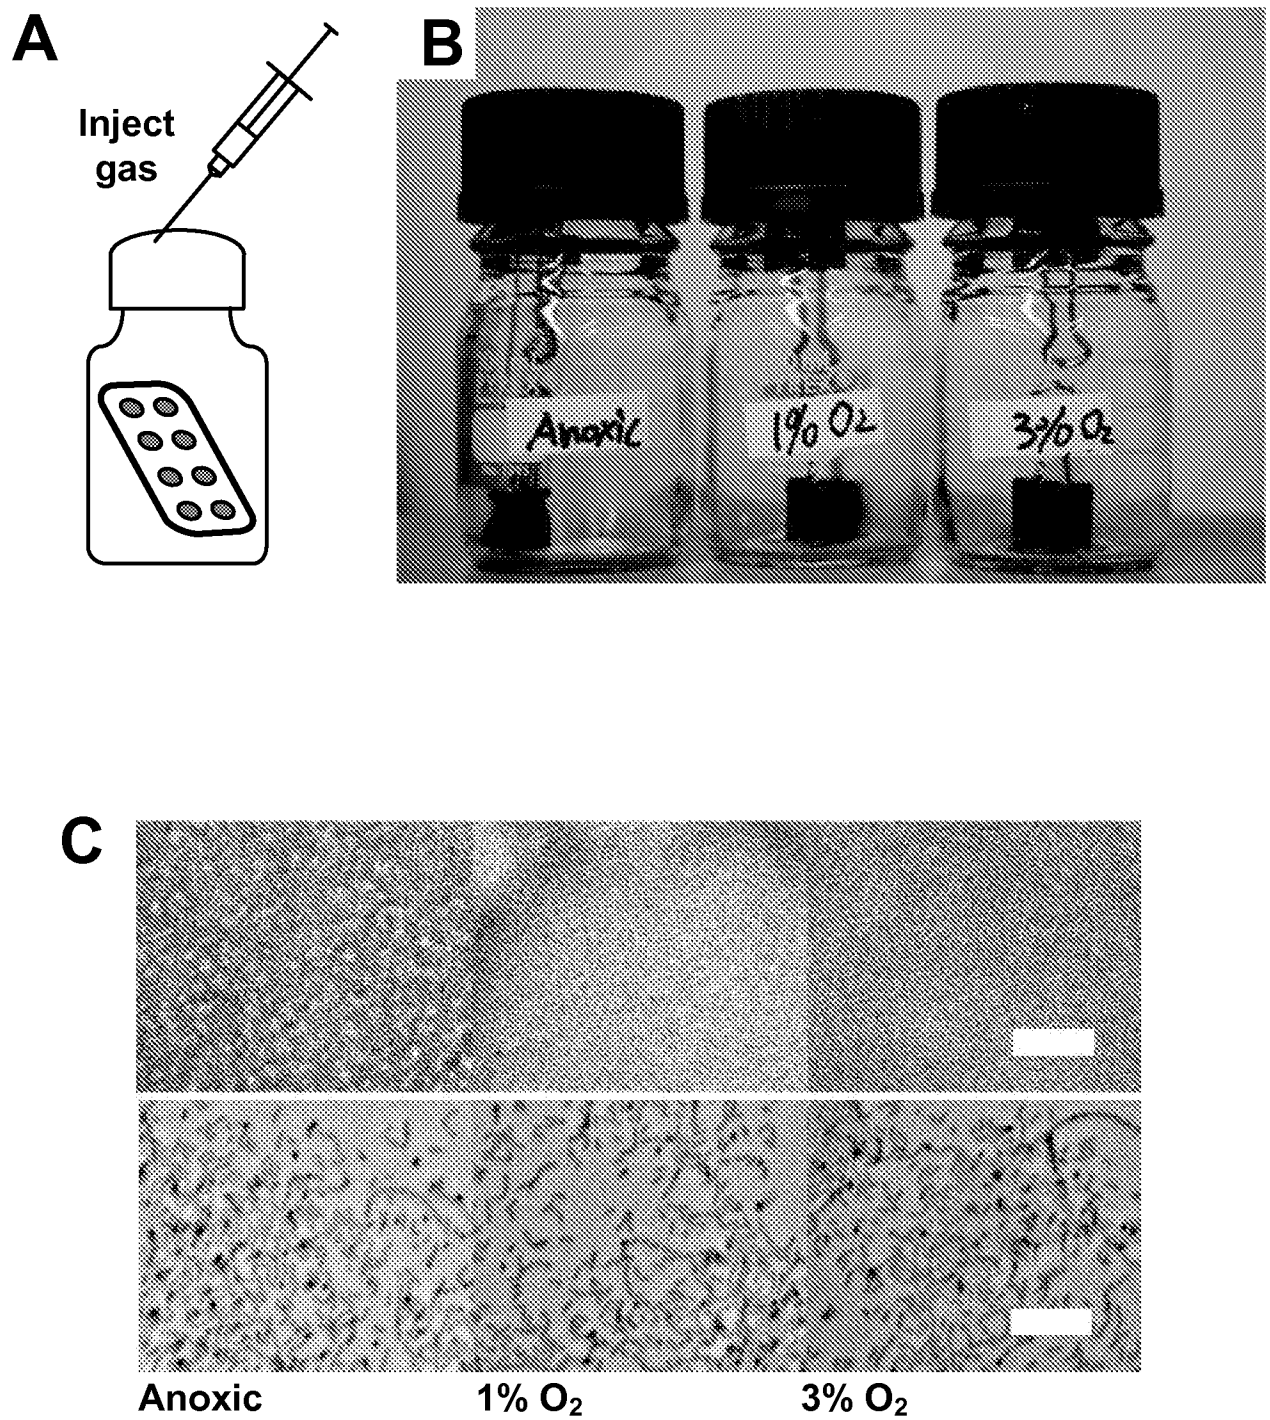 A
Inject
gas
B
Anoxic
1% O2
3% O2
C
Anoxic
1% O₂
3% O₂